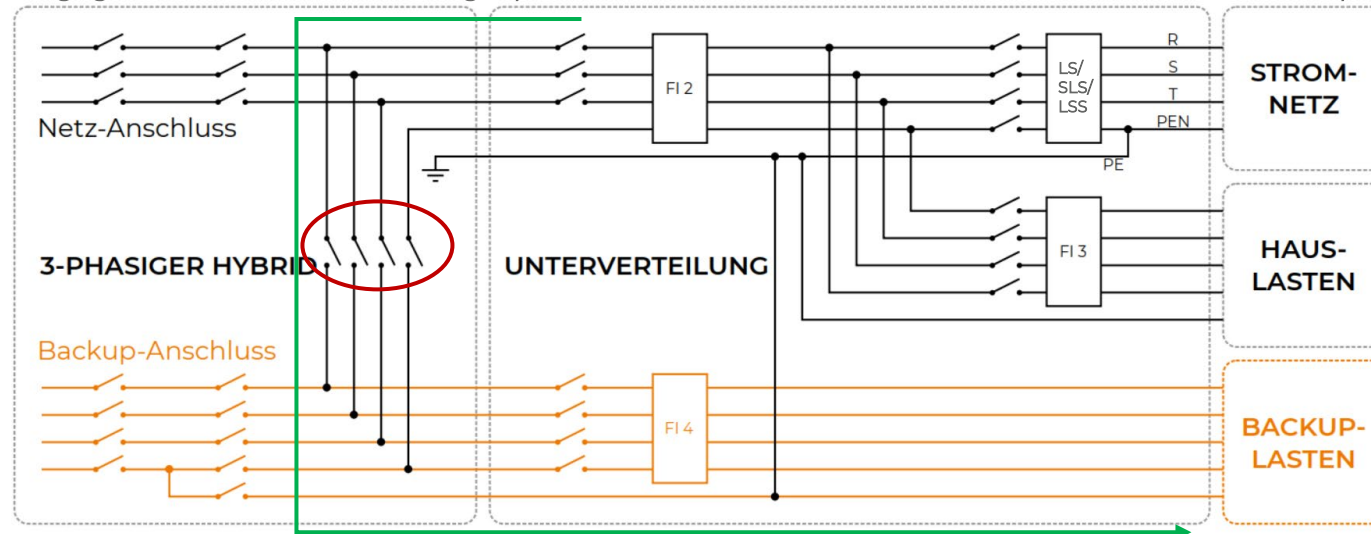 R
S
T
PEN
PE
FI 2
LS/
SLS/
LSS
STROM-
NETZ
Netz-Anschluss
3-PHASIGER HYBRID
UNTERVERTEILUNG
FI 3
HAUS-
LASTEN
Backup-Anschluss
FI 4
BACKUP-
LASTEN